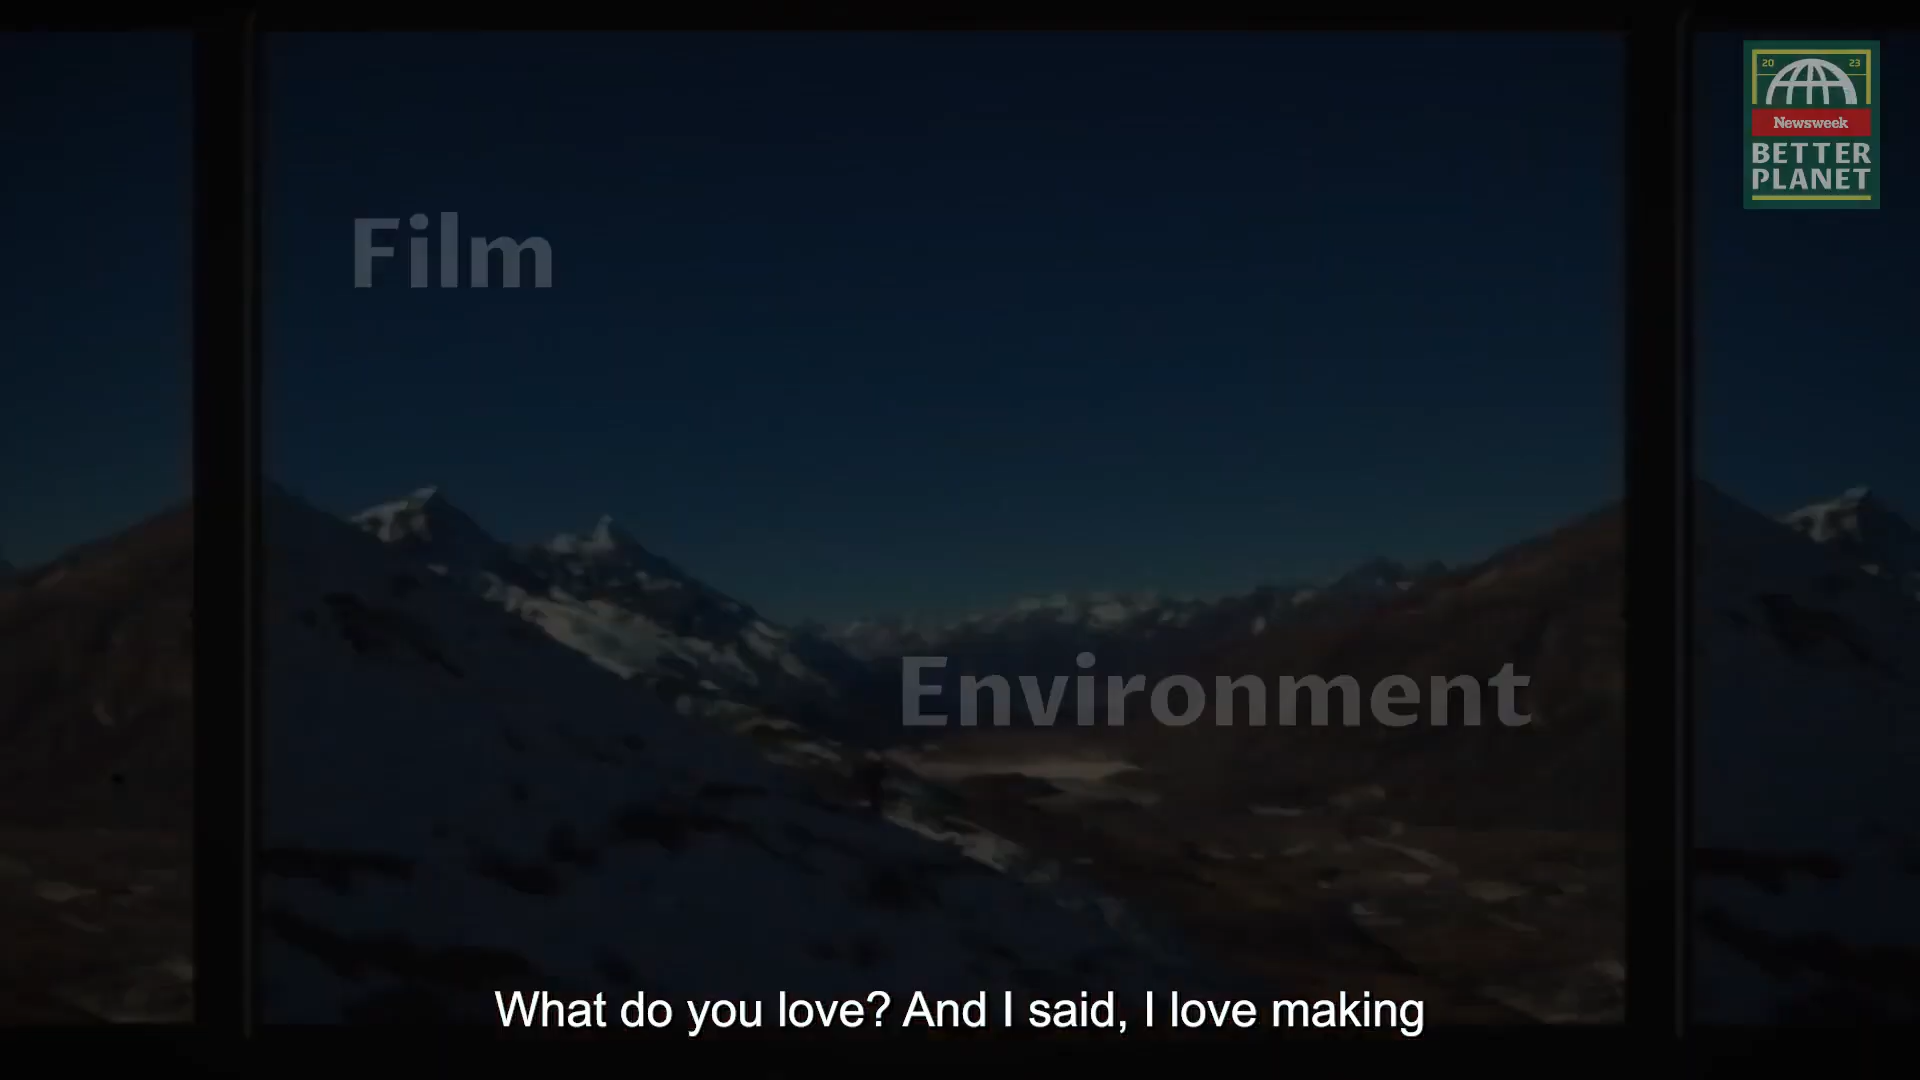 20 23
Newsweek
BETTER
PLANET
Film
Environment
What do you love? And I said, I love making